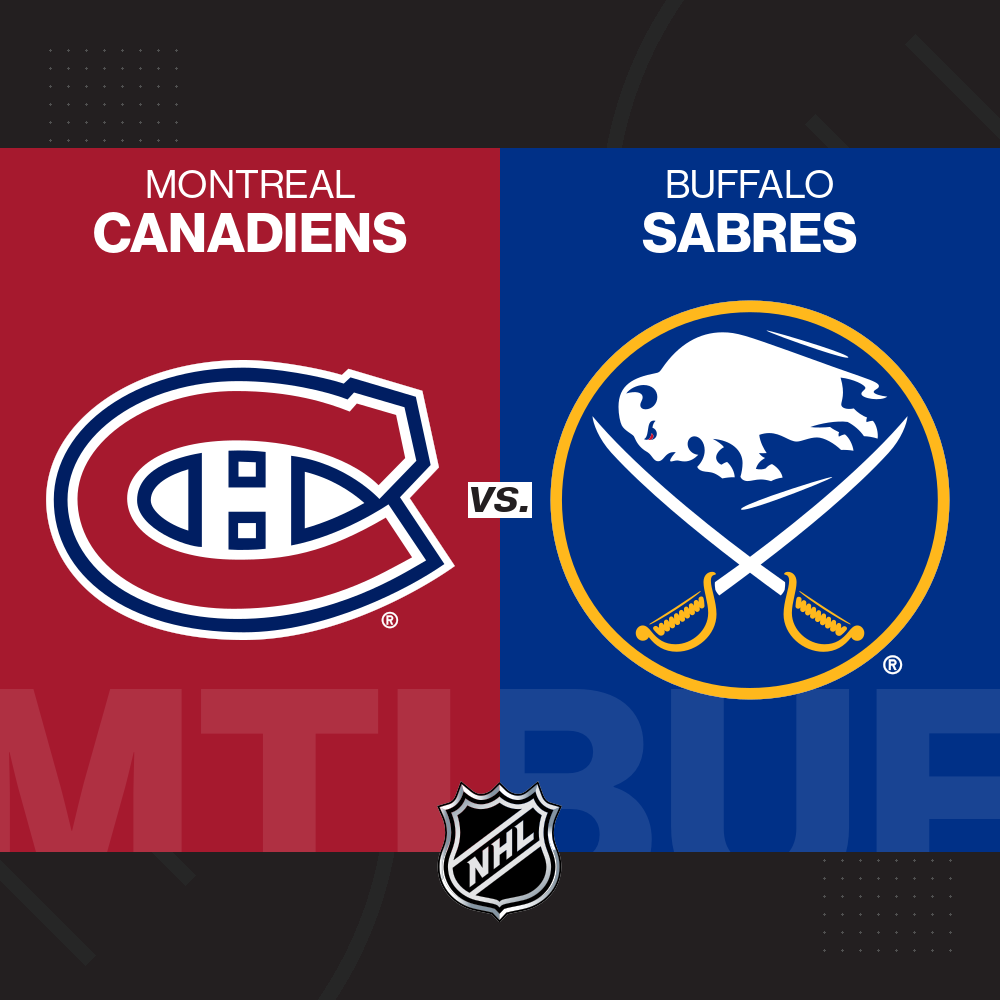 MONTREAL
CANADIENS
BUFFALO
SABRES
vs.
®
®
MTL
BUF
NHL